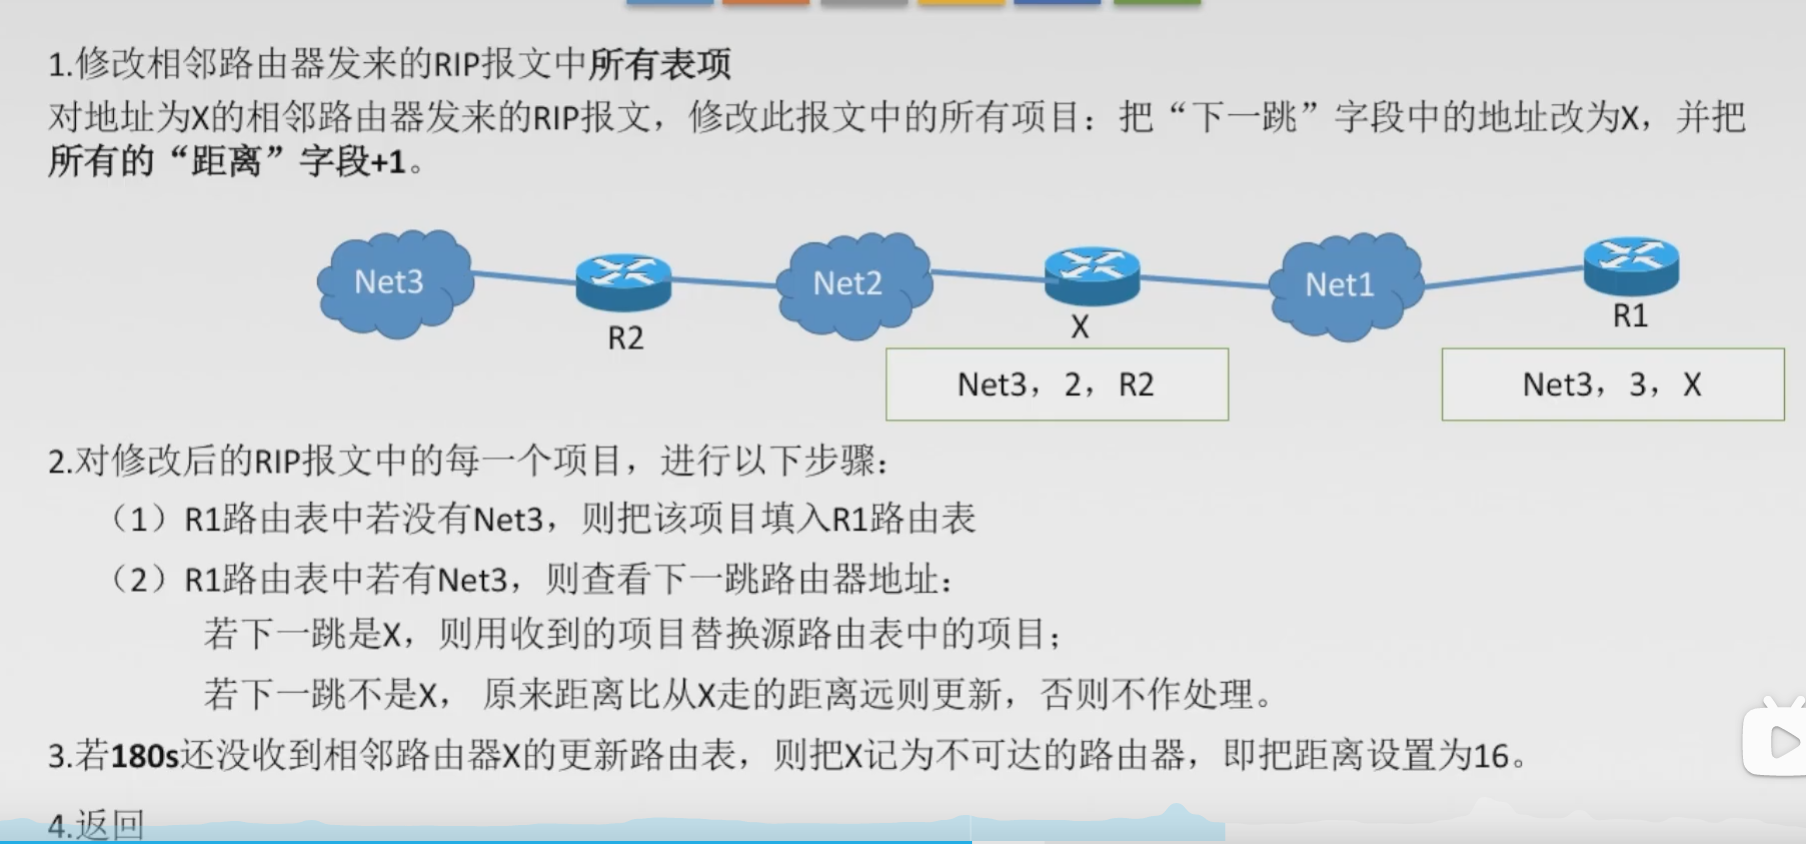 1.修改相邻路由器发来的RIP报文中所有表项
对地址为X的相邻路由器发来的RIP报文，修改此报文中的所有项目：把“下一跳”字段中的地址改为X，并把
所有的“距离”字段+1。
Net3
R2
Net2
X
Net1
R1
Net3，2，R2
Net3，3，X
2.对修改后的RIP报文中的每一个项目，进行以下步骤：
（1）R1路由表中若没有Net3，则把该项目填入R1路由表
（2）R1路由表中若有Net3，则查看下一跳路由器地址：
若下一跳是X，则用收到的项目替换源路由表中的项目；
若下一跳不是X， 原来距离比从X走的距离远则更新，否则不作处理。
3.若180s还没收到相邻路由器X的更新路由表，则把X记为不可达的路由器，即把距离设置为16。
4.返回